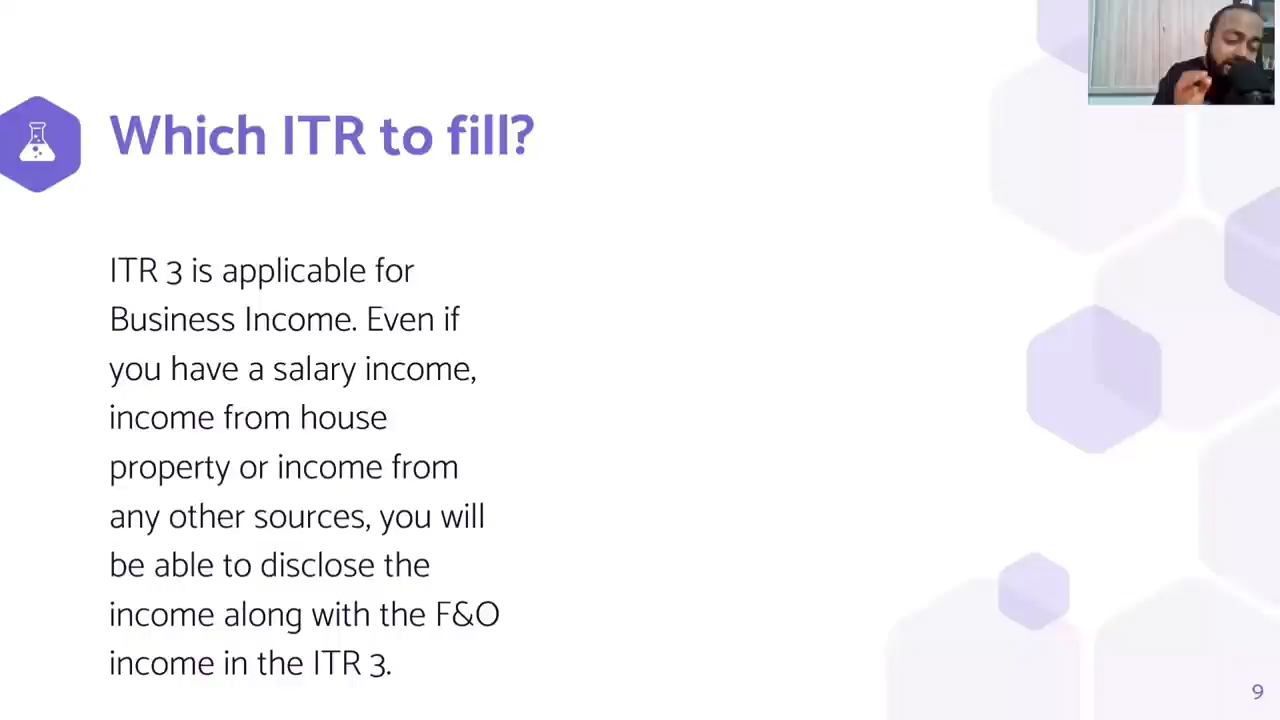 Which ITR to fill?
ITR 3 is applicable for
Business Income. Even if
you have a salary income,
income from house
property or income from
any other sources, you will
be able to disclose the
income along with the F&O
income in the ITR 3.
9